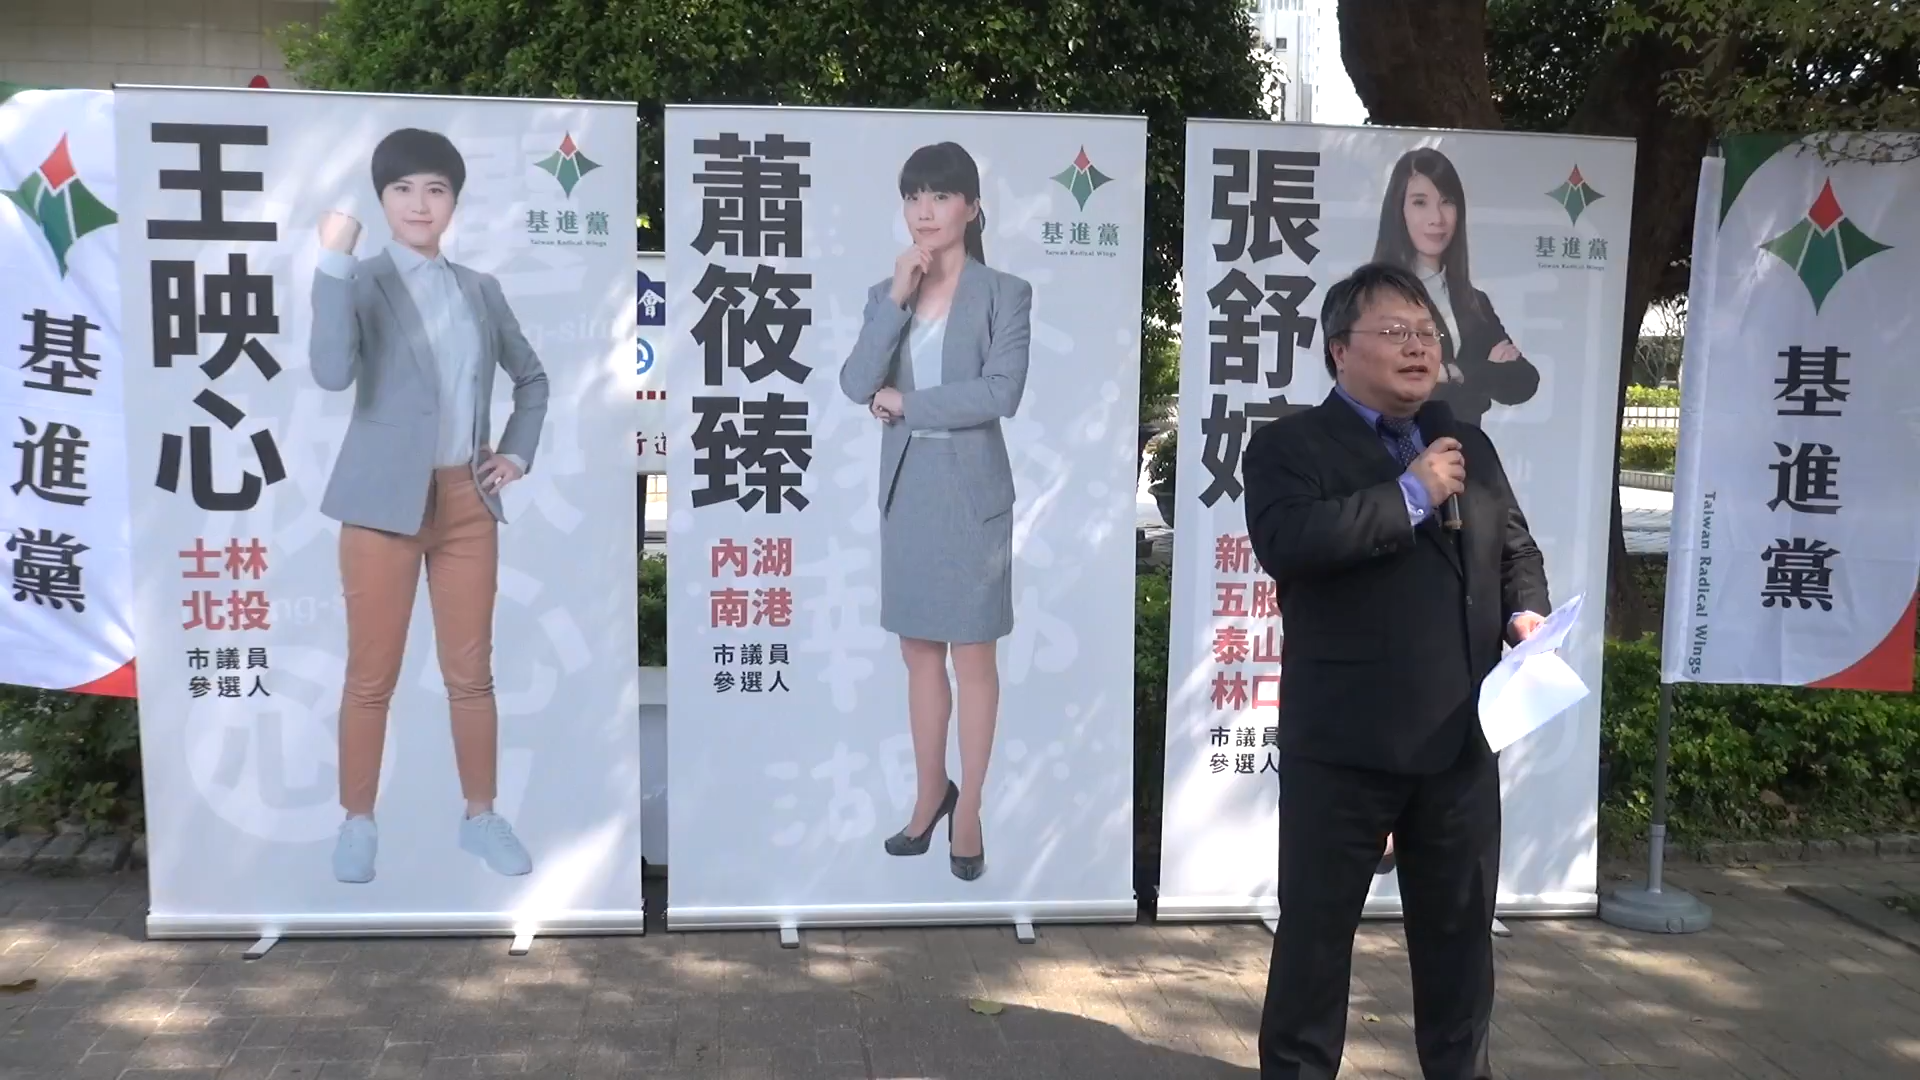 基進黨
王映心
基進黨
Taiwan Radical Wings
士林
北投
市議員
參選人
會
蕭筱臻
基進黨
Taiwan Radical Wings
內湖
南港
市議員
參選人
張舒婷
基進黨
Taiwan Radical Wings
新
五股
泰山
林口
市議員
參選人
基進黨
Taiwan Radical Wings